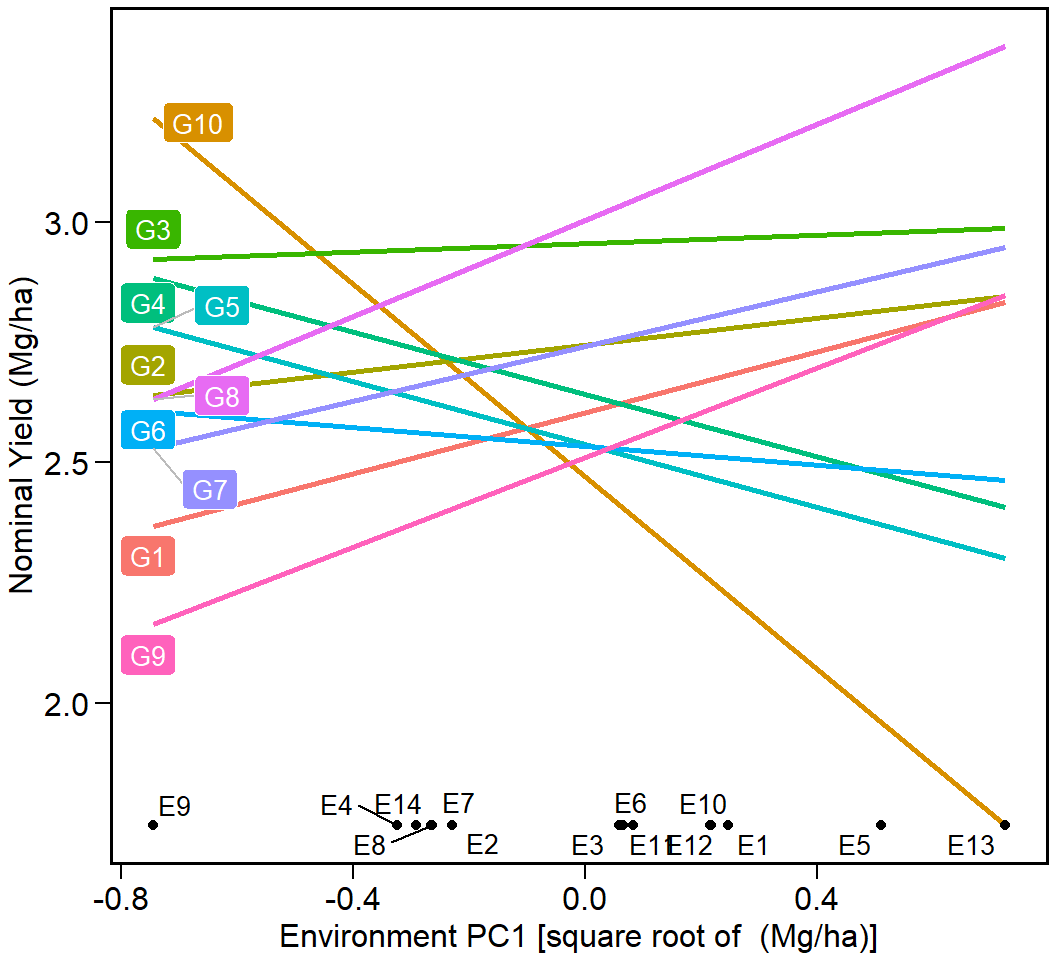 G10
3.0
G3
G4
G5
G2
G8
G6
2.5
G7
G1
G9
2.0
E9
E4
E14
E7
E6
E10
E8
E2
E3
E11
E12
E1
E5
E13
-0.8
-0.4
0.0
0.4
Environment PC1 [square root of  (Mg/ha)]
Nominal Yield (Mg/ha)